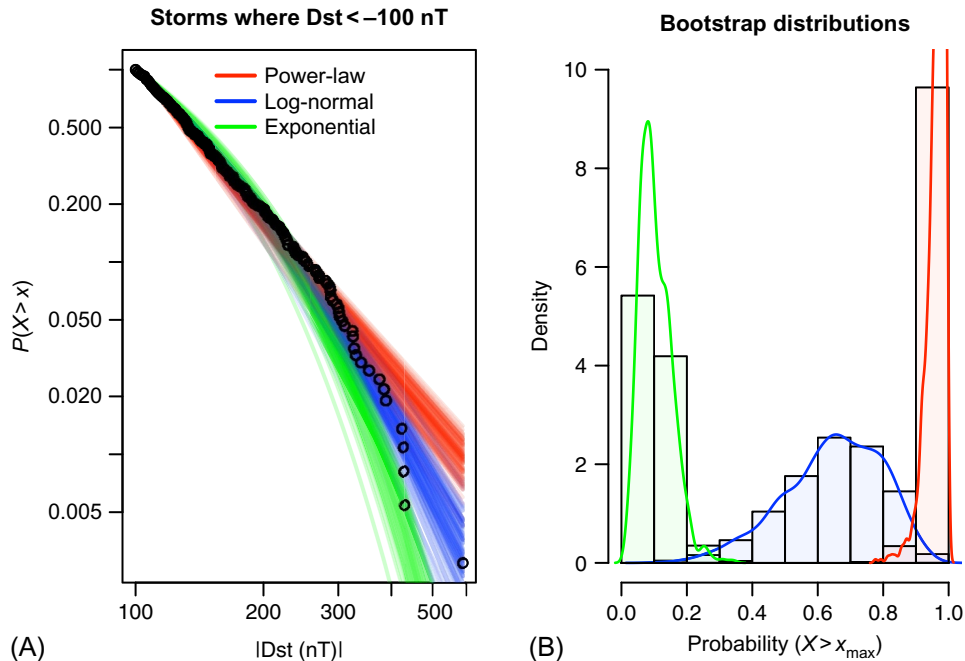 Storms where Dst < –100 nT
Power-law
Log-normal
Exponential
0.500
0.200
0.050
0.020
0.005
P(X > x)
100
200
300
500
|Dst (nT)|
(A)
Bootstrap distributions
10
8
6
4
2
0
Density
0.0
0.2
0.4
0.6
0.8
1.0
Probability (X > xmax)
(B)